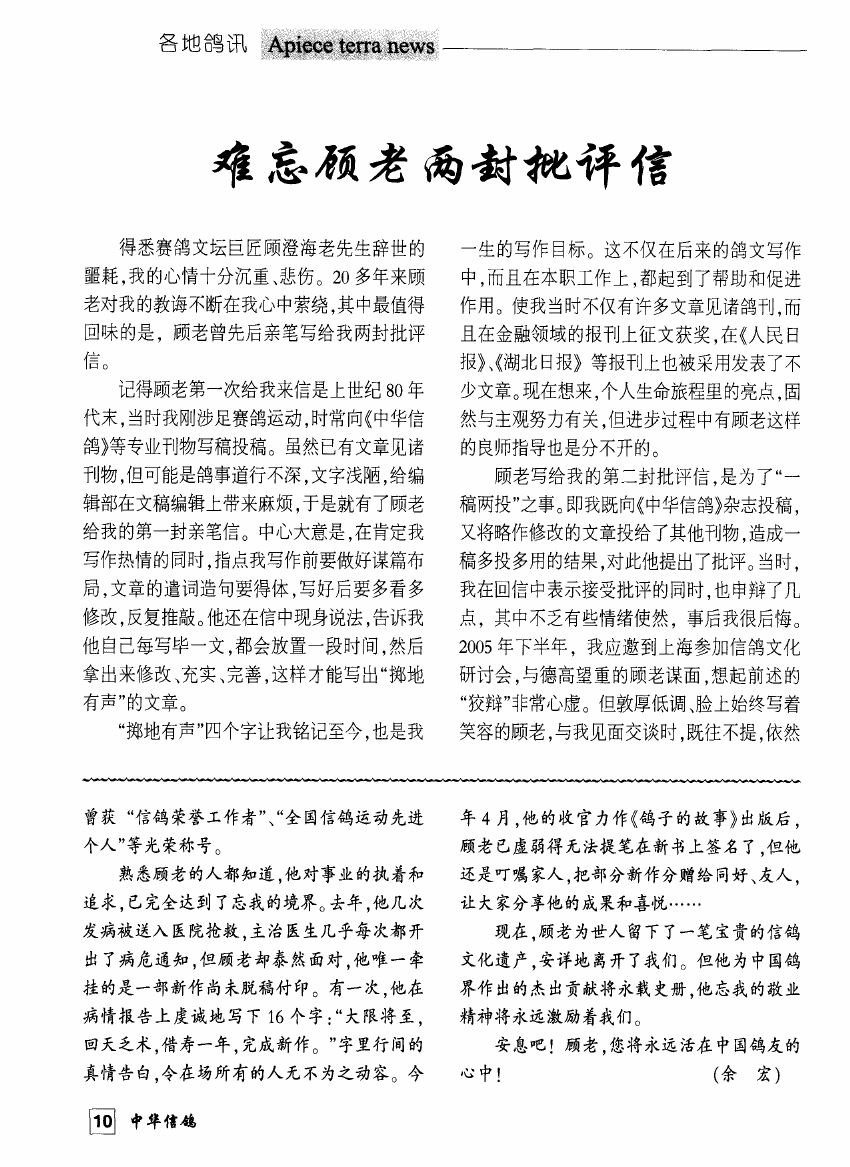 各地鸽讯 Apiece terra news
难忘顾老两封批评信
得悉赛鸽文坛巨匠顾澄海老先生辞世的
噩耗,我的心情十分沉重、悲伤。20多年来顾
老对我的教诲不断在我心中萦绕,其中最值得
回味的是，顾老曾先后亲笔写给我两封批评
信。
记得顾老第一次给我来信是上世纪80年
代末,当时我刚涉足赛鸽运动,时常向《中华信
鸽》等专业刊物写稿投稿。虽然已有文章见诸
刊物,但可能是鸽事道行不深,文字浅陋,给编
辑部在文稿编辑上带来麻烦,于是就有了顾老
给我的第一封亲笔信。中心大意是,在肯定我
写作热情的同时,指点我写作前要做好谋篇布
局,文章的遣词造句要得体,写好后要多看多
修改,反复推敲。他还在信中现身说法,告诉我
他自己每写毕一文,都会放置一段时间,然后
拿出来修改、充实、完善,这样才能写出“掷地
有声”的文章。
“掷地有声”四个字让我铭记至今,也是我
一生的写作目标。这不仅在后来的鸽文写作
中,而且在本职工作上,都起到了帮助和促进
作用。使我当时不仅有许多文章见诸鸽刊,而
且在金融领域的报刊上征文获奖,在《人民日
报》、《湖北日报》等报刊上也被采用发表了不
少文章。现在想来,个人生命旅程里的亮点,固
然与主观努力有关,但进步过程中有顾老这样
的良师指导也是分不开的。
顾老写给我的第二封批评信,是为了“一
稿两投”之事。即我既向《中华信鸽》杂志投稿,
又将略作修改的文章投给了其他刊物,造成一
稿多投多用的结果,对此他提出了批评。当时,
我在回信中表示接受批评的同时,也申辩了几
点，其中不乏有些情绪使然，事后我很后悔。
2005年下半年，我应邀到上海参加信鸽文化
研讨会,与德高望重的顾老谋面,想起前述的
“狡辩”非常心虚。但敦厚低调、脸上始终写着
笑容的顾老,与我见面交谈时,既往不提,依然
曾获“信鸽荣誉工作者”、“全国信鸽运动先进
个人”等光荣称号。
熟悉顾老的人都知道,他对事业的执着和
追求,已完全达到了忘我的境界。去年,他几次
发病被送入医院抢救,主治医生几乎每次都开
出了病危通知,但顾老却泰然面对,他唯一牵
挂的是一部新作尚未脱稿付印。有一次,他在
病情报告上虔诚地写下16个字:“大限将至,
回天乏术,借寿一年,完成新作。”字里行间的
真情告白,令在场所有的人无不为之动容。今
年4月,他的收官力作《鸽子的故事》出版后,
顾老已虚弱得无法提笔在新书上签名了,但他
还是叮嘱家人,把部分新作分赠给同好、友人,
让大家分享他的成果和喜悦……
现在,顾老为世人留下了一笔宝贵的信鸽
文化遗产,安详地离开了我们。但他为中国鸽
界作出的杰出贡献将永载史册,他忘我的敬业
精神将永远激励着我们。
安息吧！顾老,您将永远活在中国鸽友的
心中！ (余 宏)
10 中华信鸽